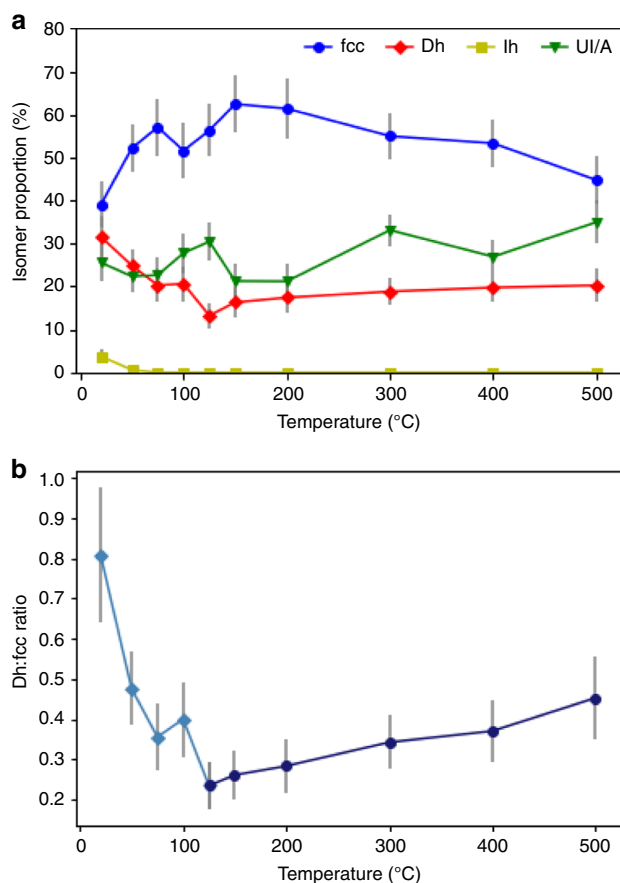 a
fcc Dh Ih UI/A
80
70
60
50
40
30
20
10
0
Isomer proportion (%)
0 100 200 300 400 500
Temperature (°C)
b
1.0
0.9
0.8
0.7
0.6
0.5
0.4
0.3
0.2
Dh:fcc ratio
0 100 200 300 400 500
Temperature (°C)